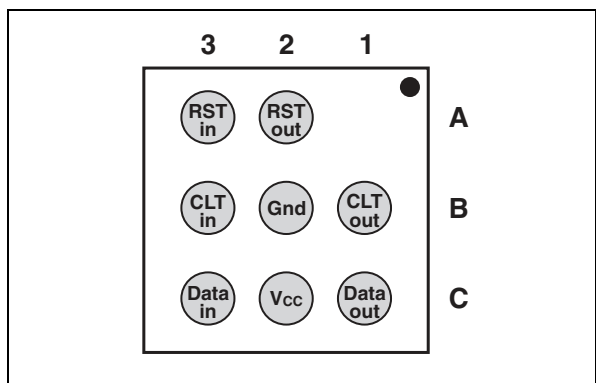 3 2 1
RST in RST out A
CLT in Gnd CLT out B
Data in Vcc Data out C